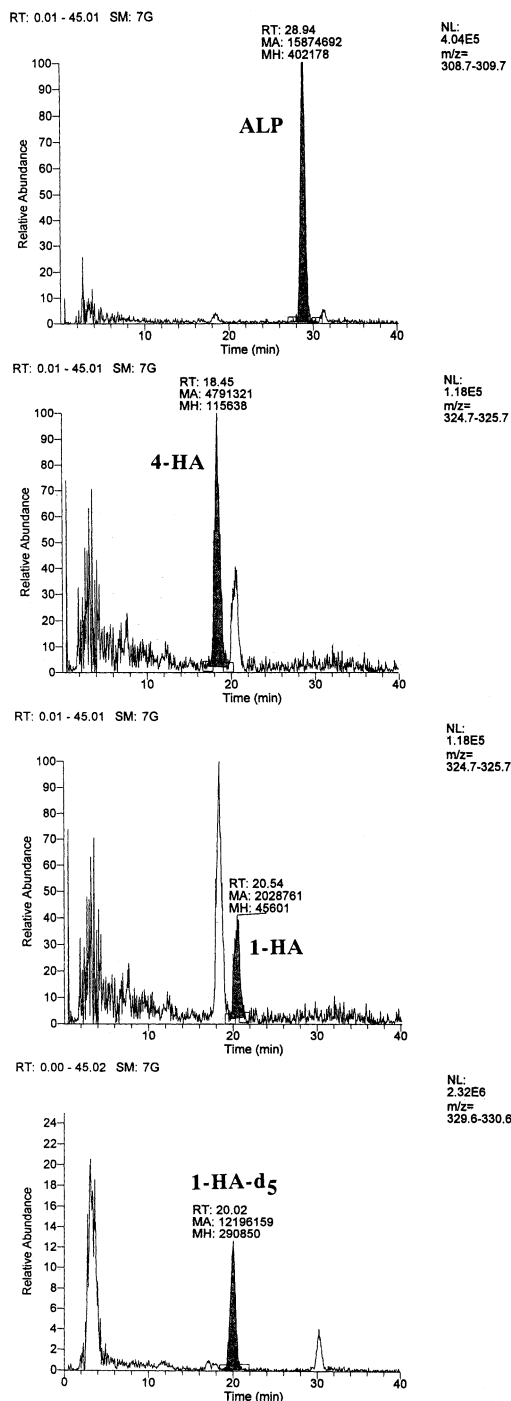 RT: 0.01 - 45.01 SM: 7G
RT: 28.94
MA: 15874692
MH: 402178
NL:
4.04E5
m/z=
308.7-309.7
ALP
100
90
80
70
60
50
40
30
20
10
0
Relative Abundance
10 20 30 40
Time (min)
RT: 0.01 - 45.01 SM: 7G
RT: 18.45
MA: 4791321
MH: 115638
NL:
1.18E5
m/z=
324.7-325.7
4-HA
100
90
80
70
60
50
40
30
20
10
0
Relative Abundance
10 20 30 40
Time (min)
RT: 0.01 - 45.01 SM: 7G
NL:
1.18E5
m/z=
324.7-325.7
RT: 20.54
MA: 2028761
MH: 45601
1-HA
100
90
80
70
60
50
40
30
20
10
0
Relative Abundance
10 20 30 40
Time (min)
RT: 0.00 - 45.02 SM: 7G
NL:
2.32E6
m/z=
329.6-330.6
1-HA-d5
RT: 20.02
MA: 12196159
MH: 290850
24
22
20
18
16
14
12
10
8
6
4
2
0
Relative Abundance
0 10 20 30 40
Time (min)